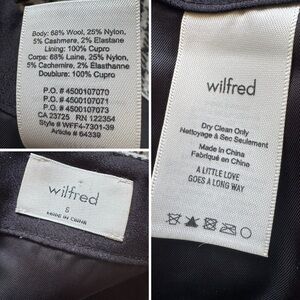 Body: 68% Wool, 25% Nylon,
5% Cashmere, 2% Elastane
Lining: 100% Cupro
Corps: 68% Laine, 25% Nylon,
5% Cachemire, 2% Élasthanne
Doublure: 100% Cupro
P.O. # 4500107070
P.O. # 4500107071
P.O. # 4500107073
CA 23725 RN 122354
Style # WFF4-7301-39
Article # 64339
wilfred
6
MADE IN CHINA
wilfred
Dry Clean Only
Nettoyage à Sec Seulement
Made in China
Fabriqué en China
A LITTLE LOVE
GOES A LONG WAY